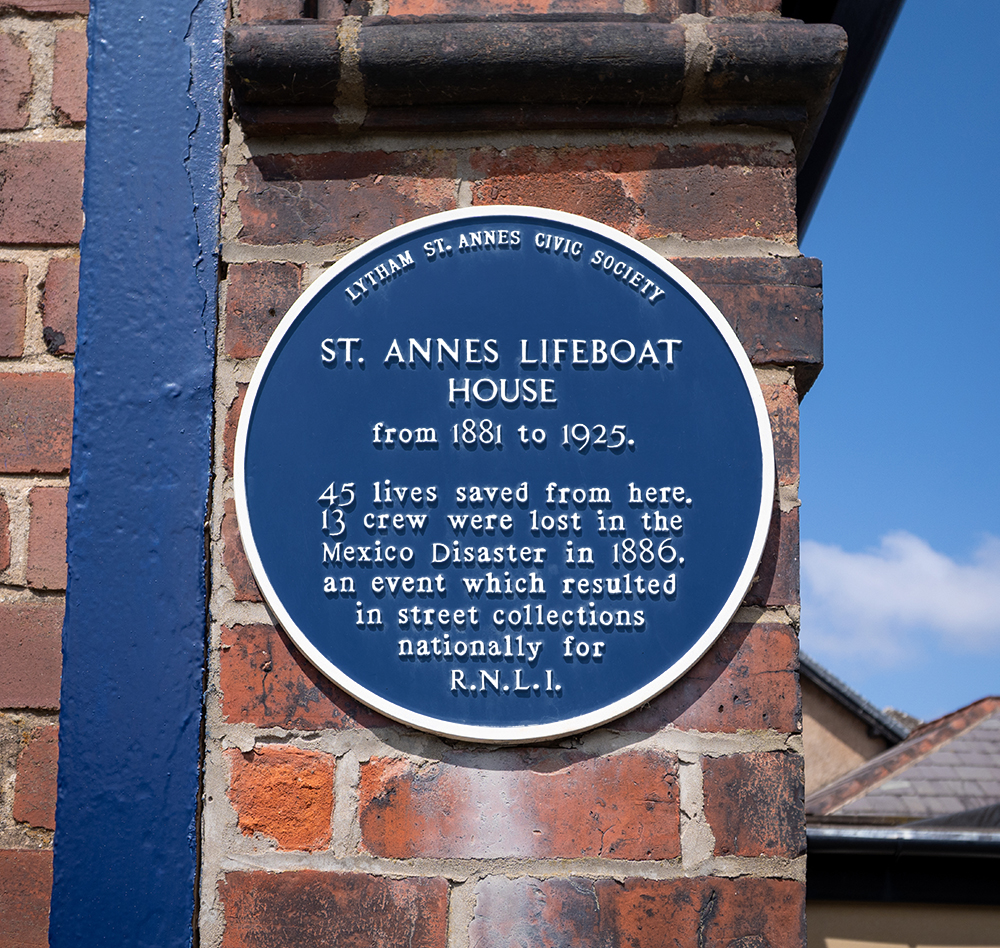 LYTHAM ST. ANNES CIVIC SOCIETY
ST. ANNES LIFEBOAT
HOUSE
from 1881 to 1925.
45 lives saved from here.
13 crew were lost in the
Mexico Disaster in 1886.
an event which resulted
in street collections
nationally for
R.N.L.I.